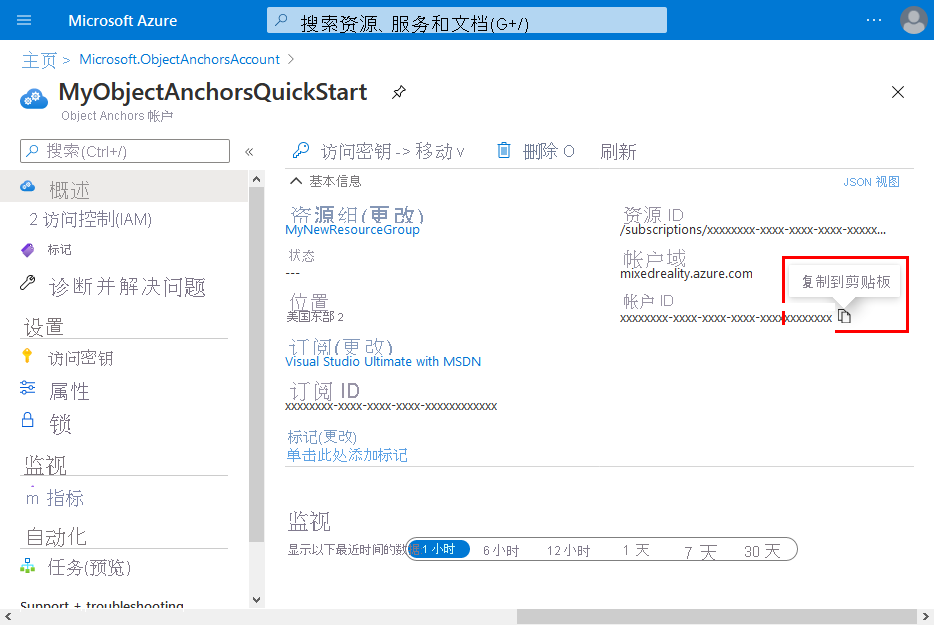 Microsoft Azure
搜索资源、服务和文档(G+/)
主页 > Microsoft.ObjectAnchorsAccount >
MyObjectAnchorsQuickStart
Object Anchors 帐户
搜索(Ctrl+/)
«
概述
2 访问控制(IAM)
标记
诊断并解决问题
设置
访问密钥
属性
锁
监视
m 指标
自动化
任务(预览)
Support + troubleshooting
访问密钥 -> 移动 v
删除 O
刷新
基本信息
JSON 视图
资源组(更改)
MyNewResourceGroup
状态
---
位置
美国东部 2
订阅(更改)
Visual Studio Ultimate with MSDN
订阅 ID
xxxxxxxx-xxxx-xxxx-xxxx-xxxxxxxxxxxx
标记(更改)
单击此处添加标记
资源 ID
/subscriptions/xxxxxxxx-xxxx-xxxx-xxxx-xxxxx...
帐户域
mixedreality.azure.com
复制到剪贴板
帐户 ID
xxxxxxxx-xxxx-xxxx-xxxx-xxxxxxxxxxxx
监视
显示以下最近时间的数据
1 小时
6 小时
12 小时
1 天
7 天
30 天